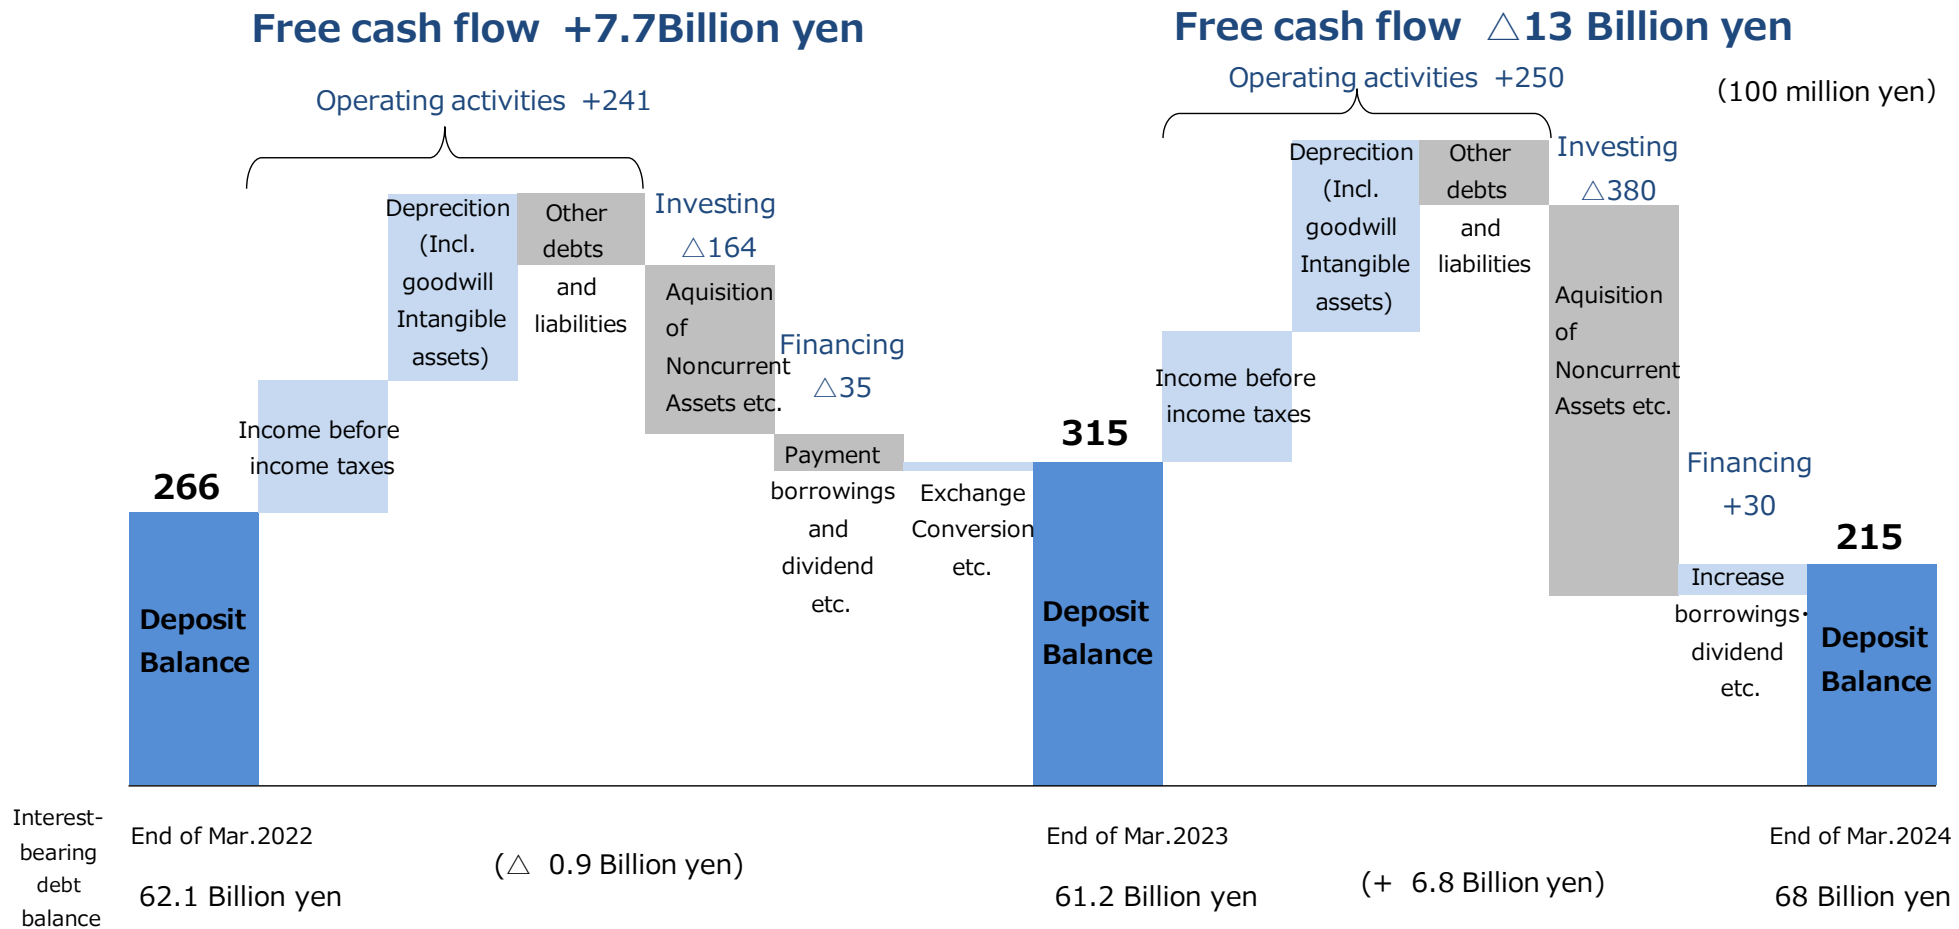 Free cash flow +7.7Billion yen
Operating activities +241
Deprecition
(Incl.
goodwill
Intangible
assets)
Other
debts
and
liabilities
Investing
△164
Aquisition
of
Noncurrent
Assets etc.
Financing
△35
Income before
income taxes
266
Payment
borrowings
and
dividend
etc.
Exchange
Conversion
etc.
Deposit
Balance
Free cash flow △13 Billion yen
Operating activities +250
(100 million yen)
Deprecition
(Incl.
goodwill
Intangible
assets)
Other
debts
and
liabilities
Investing
△380
Aquisition
of
Noncurrent
Assets etc.
Income before
income taxes
315
Deposit
Balance
Financing
+30
Increase
borrowings・
dividend
etc.
215
Deposit
Balance
Interest-
bearing
debt
balance
End of Mar.2022
62.1 Billion yen
(△ 0.9 Billion yen)
End of Mar.2023
61.2 Billion yen
(+ 6.8 Billion yen)
End of Mar.2024
68 Billion yen